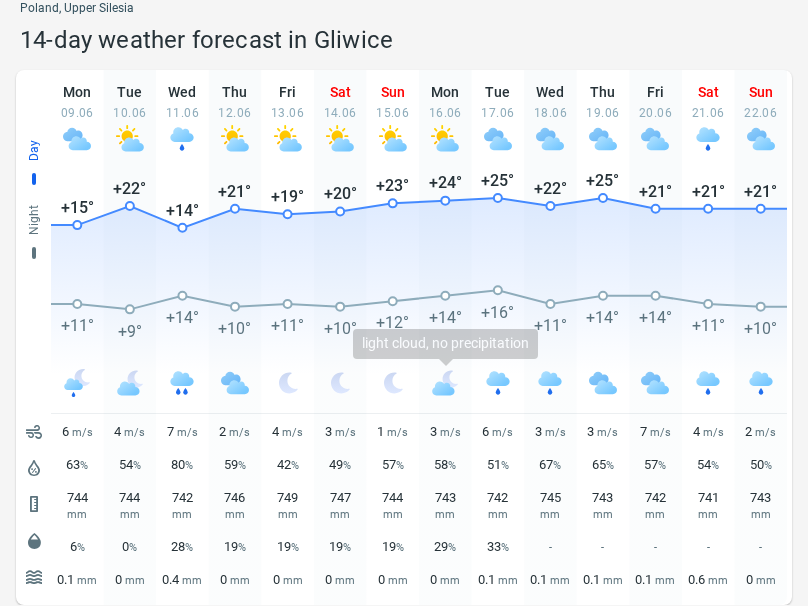 Poland, Upper Silesia
14-day weather forecast in Gliwice
Mon Tue Wed Thu Fri Sat Sun Mon Tue Wed Thu Fri Sat Sun
09.06 10.06 11.06 12.06 13.06 14.06 15.06 16.06 17.06 18.06 19.06 20.06 21.06 22.06
Day
+15° +22° +14° +21° +19° +20° +23° +24° +25° +22° +25° +21° +21° +21°
Night
+11° +9° +14° +10° +11° +10° +12° +14° +16° +11° +14° +14° +11° +10°
light cloud, no precipitation
6 m/s 4 m/s 7 m/s 2 m/s 4 m/s 3 m/s 1 m/s 3 m/s 6 m/s 3 m/s 3 m/s 7 m/s 4 m/s 2 m/s
63% 54% 80% 59% 42% 49% 57% 58% 51% 67% 65% 57% 54% 50%
744 744 742 746 749 747 744 743 742 745 743 742 741 743
mm mm mm mm mm mm mm mm mm mm mm mm mm mm
6% 0% 28% 19% 19% 19% 19% 29% 33% - - - - -
0.1 mm 0 mm 0.4 mm 0 mm 0 mm 0 mm 0 mm 0 mm 0.1 mm 0.1 mm 0.1 mm 0.1 mm 0.6 mm 0 mm